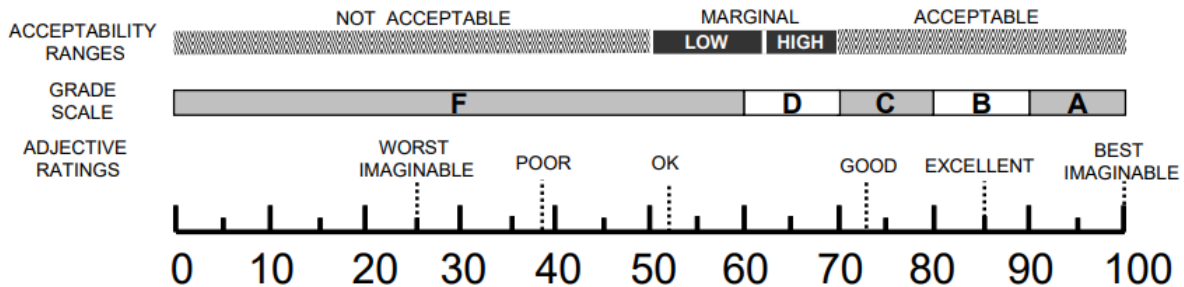 NOT ACCEPTABLE MARGINAL ACCEPTABLE
ACCEPTABILITY
RANGES
LOW HIGH
GRADE
SCALE
F D C B A
ADJECTIVE
RATINGS
WORST
IMAGINABLE
POOR
OK
GOOD
EXCELLENT
BEST
IMAGINABLE
0 10 20 30 40 50 60 70 80 90 100